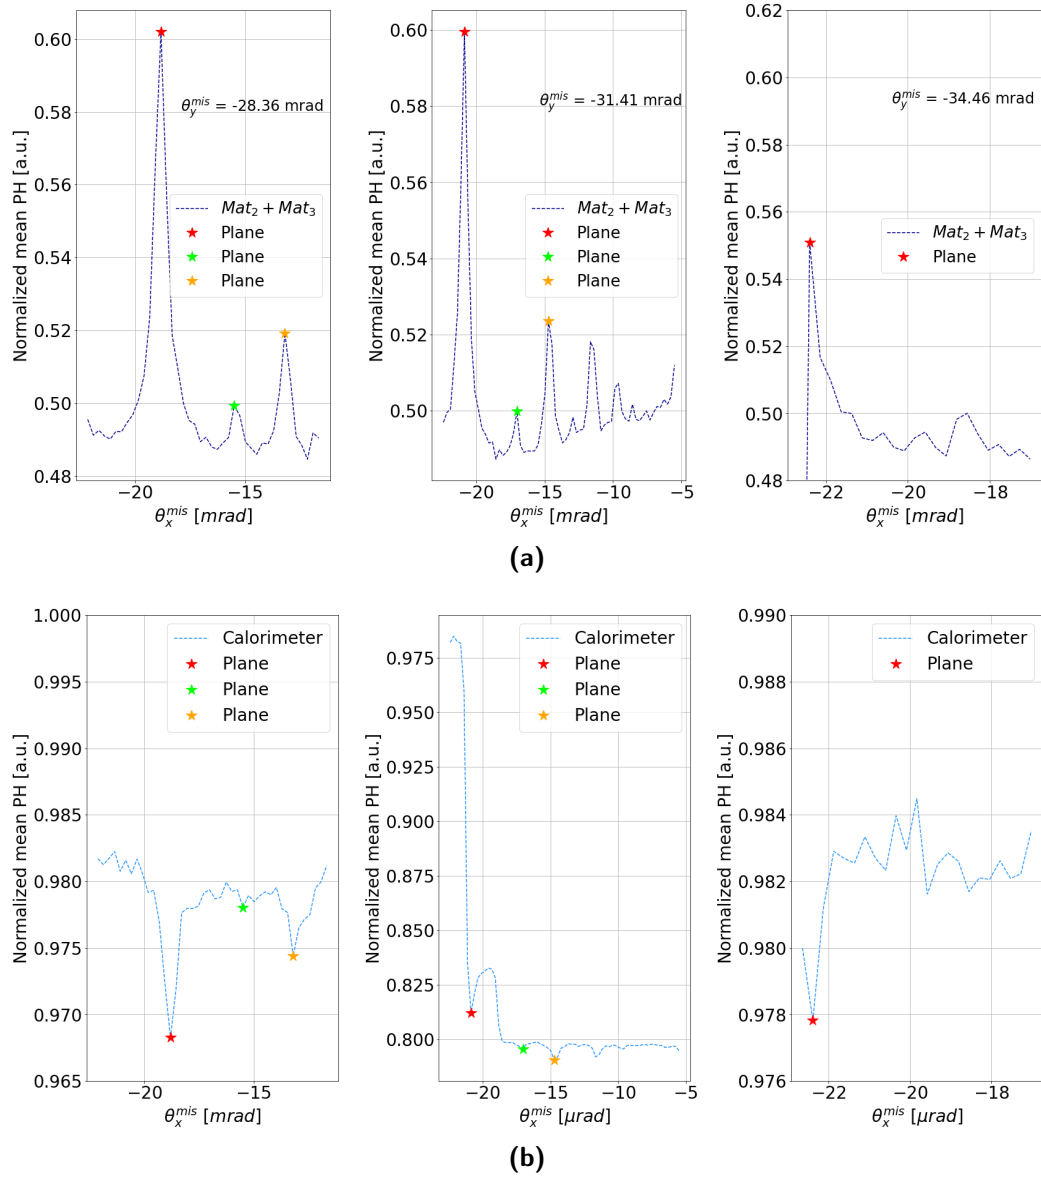 Normalized mean PH [a.u.]
0.60
0.58
0.56
0.54
0.52
0.50
0.48
θ_y^{mis} = -28.36 mrad
Mat₂ + Mat₃
Plane
Plane
Plane
−20
−15
θ_x^{mis} [mrad]
Normalized mean PH [a.u.]
0.60
0.58
0.56
0.54
0.52
0.50
θ_y^{mis} = -31.41 mrad
Mat₂ + Mat₃
Plane
Plane
Plane
−20
−15
−10
−5
θ_x^{mis} [mrad]
Normalized mean PH [a.u.]
0.62
0.60
0.58
0.56
0.54
0.52
0.50
0.48
θ_y^{mis} = -34.46 mrad
Mat₂ + Mat₃
Plane
−22
−20
−18
θ_x^{mis} [mrad]
(a)
Normalized mean PH [a.u.]
1.000
0.995
0.990
0.985
0.980
0.975
0.970
0.965
Calorimeter
Plane
Plane
Plane
−20
−15
θ_x^{mis} [mrad]
Normalized mean PH [a.u.]
0.975
0.950
0.925
0.900
0.875
0.850
0.825
0.800
Calorimeter
Plane
Plane
Plane
−20
−15
−10
−5
θ_x^{mis} [μrad]
Normalized mean PH [a.u.]
0.990
0.988
0.986
0.984
0.982
0.980
0.978
0.976
Calorimeter
Plane
−22
−20
−18
θ_x^{mis} [μrad]
(b)